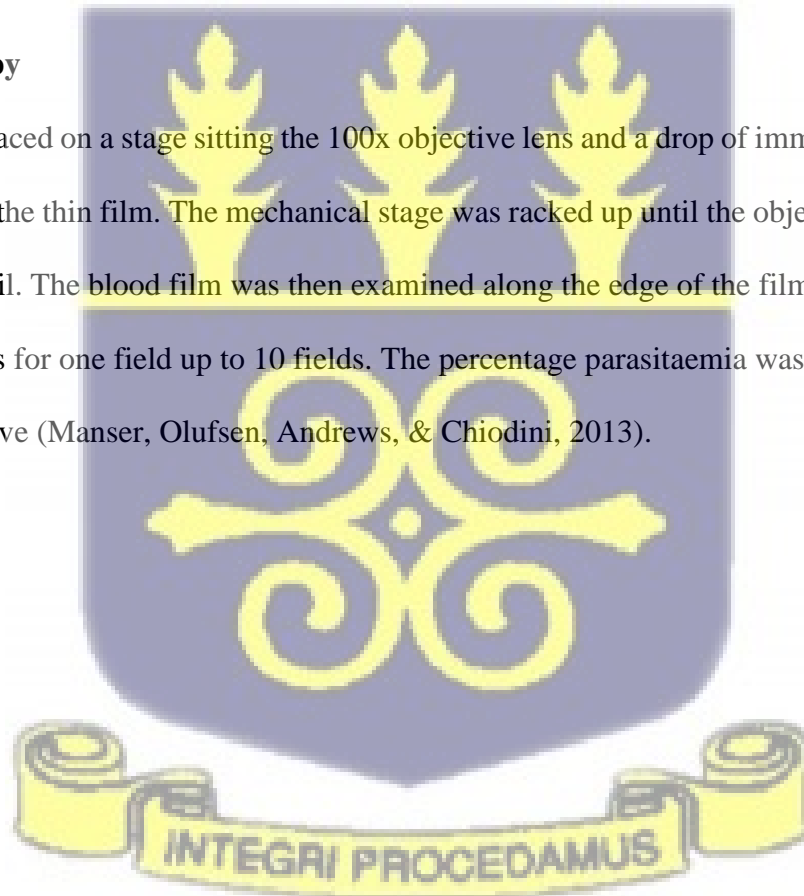 by
aced on a stage sitting the 100x objective lens and a drop of imm
the thin film. The mechanical stage was racked up until the obje
il. The blood film was then examined along the edge of the film
s for one field up to 10 fields. The percentage parasitaemia was
ve (Manser, Olufsen, Andrews, & Chiodini, 2013).
INTEGRI PROCEDAMUS